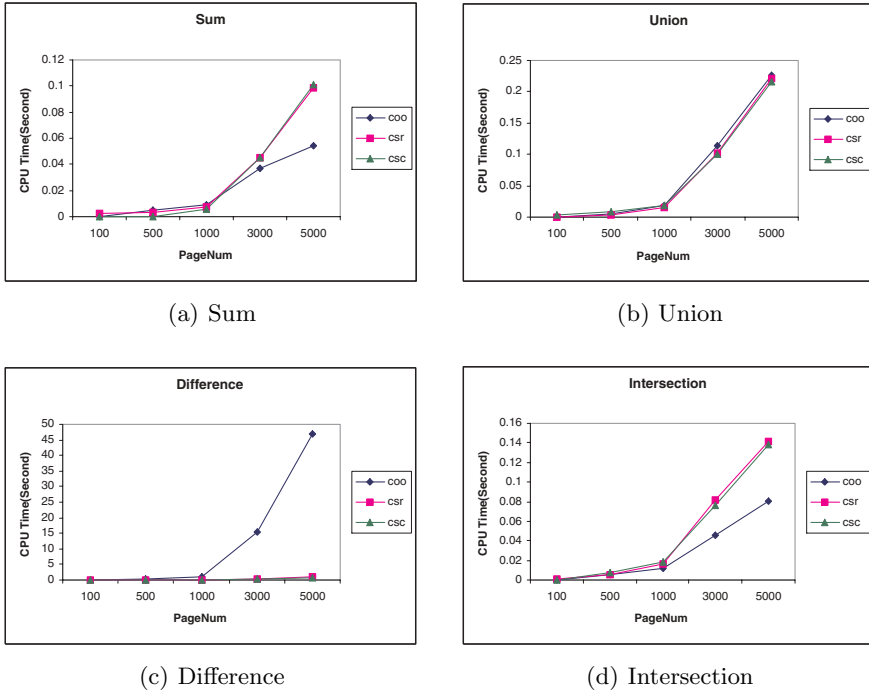 Sum
0.12
0.1
0.08
0.06
0.04
0.02
0
CPU Time(Second)
100 500 1000 3000 5000
PageNum
coo
csr
csc
(a) Sum
Union
0.25
0.2
0.15
0.1
0.05
0
CPU Time(Second)
100 500 1000 3000 5000
PageNum
coo
csr
csc
(b) Union
Difference
50
45
40
35
30
25
20
15
10
5
0
CPU Time(Second)
100 500 1000 3000 5000
PageNum
coo
csr
csc
(c) Difference
Intersection
0.16
0.14
0.12
0.1
0.08
0.06
0.04
0.02
0
CPU Time(Second)
100 500 1000 3000 5000
PageNum
coo
csr
csc
(d) Intersection